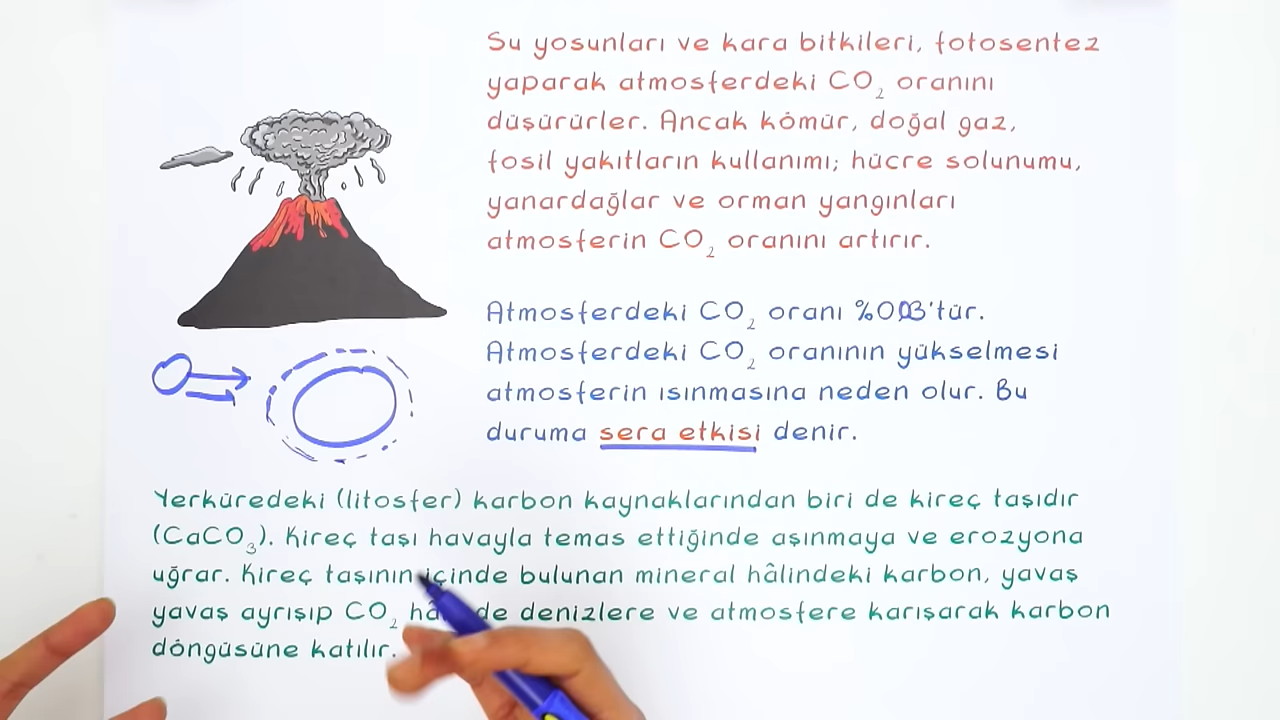 Su yosunları ve kara bitkileri, fotosentez
yaparak atmosferdeki CO₂ oranını
düşürürler. Ancak kömür, doğal gaz,
fosil yakıtların kullanımı; hücre solunumu,
yanardağlar ve orman yangınları
atmosferin CO₂ oranını artırır.
Atmosferdeki CO₂ oranı tür.
Atmosferdeki CO₂ oranının yükselmesi
atmosferin ısınmasına neden olur. Bu
duruma sera etkisi denir.
Yerküredeki (litosfer) karbon kaynaklarından biri de kireç taşıdır
(CaCO₃). Kireç taşı havayla temas ettiğinde aşınmaya ve erozyona
uğrar. Kireç taşının içinde bulunan mineral hâlindeki karbon, yavaş
yavaş ayrışıp CO₂ denizlere ve atmosfere karışarak karbon
döngüsüne katılır.